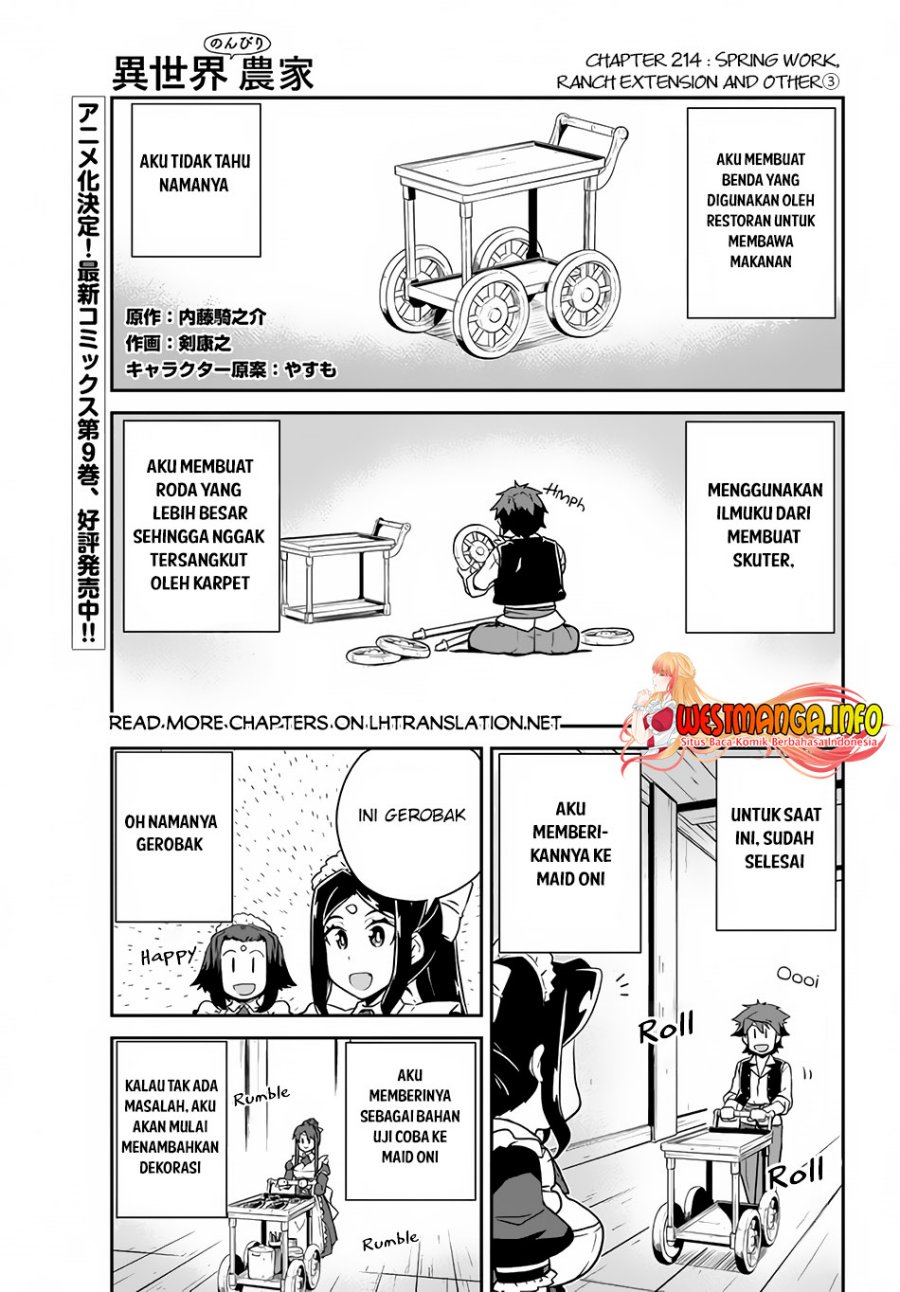 異世界のんびり農家
CHAPTER 214 : SPRING WORK,
RANCH EXTENSION AND OTHER③
アニメ化決定！最新コミックス第9巻、好評発売中!!
AKU MEMBUAT
BENDA YANG
DIGUNAKAN OLEH
RESTORAN UNTUK
MEMBAWA
MAKANAN
AKU TIDAK TAHU
NAMANYA
原作：内藤騎之介
作画：剣康之
キャラクター原案：やすも
MENGGUNAKAN
ILMUKU DARI
MEMBUAT
SKUTER,
Hmph
AKU MEMBUAT
RODA YANG
LEBIH BESAR
SEHINGGA NGGAK
TERSANGKUT
OLEH KARPET
READ MORE CHAPTERS ON LHTRANSLATION.NET
WESTMANGA.INFO
Situs Baca Komik Berbahasa Indonesia
UNTUK SAAT
INI, SUDAH
SELESAI
AKU
MEMBERI-
KANNYA KE
MAID ONI
Oooi
Roll
Roll
INI GEROBAK
OH NAMANYA
GEROBAK
Happy
AKU
MEMBERINYA
SEBAGAI BAHAN
UJI COBA KE
MAID ONI
Rumble
KALAU TAK ADA
MASALAH, AKU
AKAN MULAI
MENAMBAHKAN
DEKORASI
Rumble